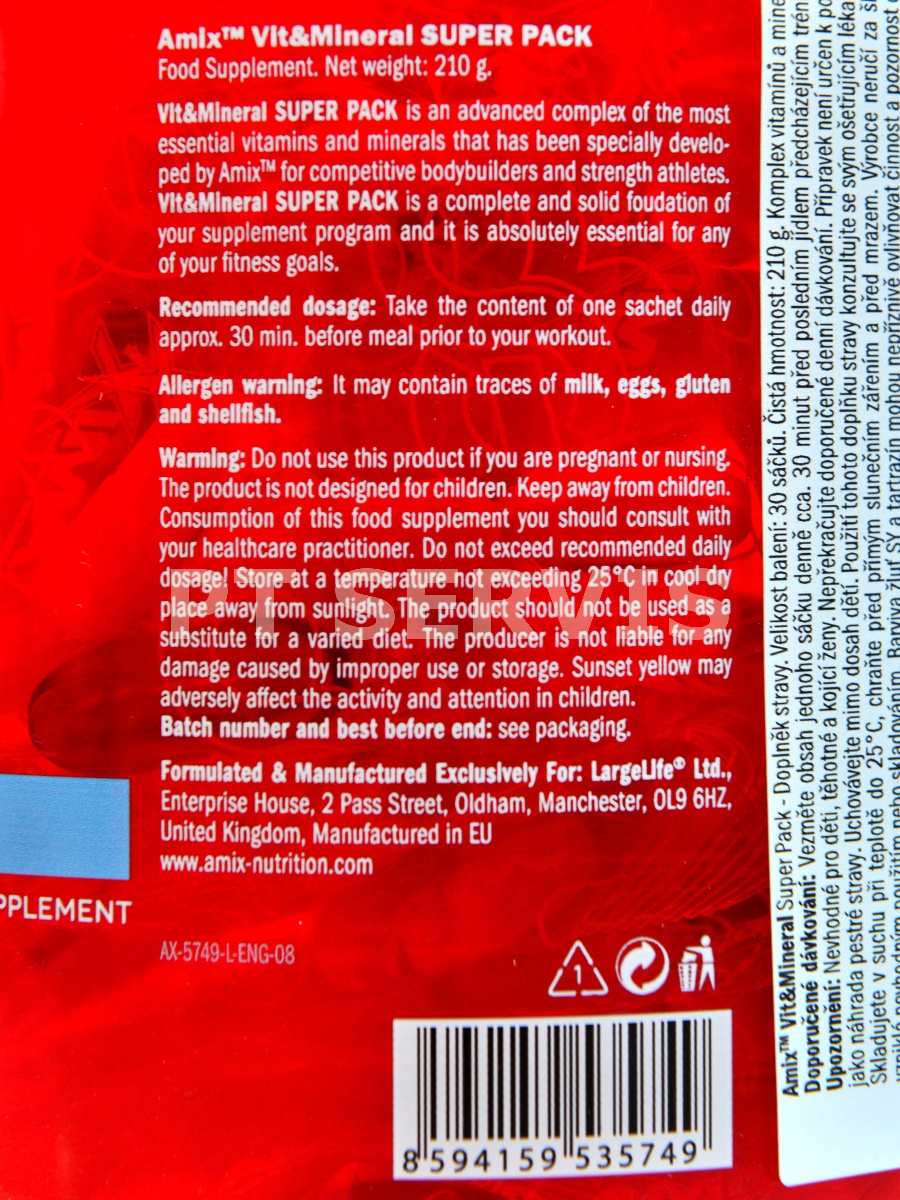 Amix™ Vit&Mineral SUPER PACK
Food Supplement. Net weight: 210 g.
Vit&Mineral SUPER PACK is an advanced complex of the most
essential vitamins and minerals that has been specially develo-
ped by Amix™ for competitive bodybuilders and strength athletes.
Vit&Mineral SUPER PACK is a complete and solid foudation of
your supplement program and it is absolutely essential for any
of your fitness goals.
Recommended dosage: Take the content of one sachet daily
approx. 30 min. before meal prior to your workout.
Allergen warning: It may contain traces of milk, eggs, gluten
and shellfish.
Warning: Do not use this product if you are pregnant or nursing.
The product is not designed for children. Keep away from children.
Consumption of this food supplement you should consult with
your healthcare practitioner. Do not exceed recommended daily
dosage! Store at a temperature not exceeding 25°C in cool dry
place away from sunlight. The product should not be used as a
substitute for a varied diet. The producer is not liable for any
damage caused by improper use or storage. Sunset yellow may
adversely affect the activity and attention in children.
Batch number and best before end: see packaging.
Formulated & Manufactured Exclusively For: LargeLife® Ltd.,
Enterprise House, 2 Pass Street, Oldham, Manchester, OL9 6HZ,
United Kingdom, Manufactured in EU
www.amix-nutrition.com
PPLEMENT
AX-5749-L-ENG-08
1
8 594159 535749
PT SERVIS
Amix™ Vit&Mineral Super Pack - Doplněk stravy. Velikost balení: 30 sáčků. Čistá hmotnost: 210 g. Komplex vitamínů a mine
Doporučené dávkování: Vezměte obsah jednoho sáčku denně cca. 30 minut před posledním jídlem předcházejícím trén
Upozornění: Nevhodné pro děti, těhotné a kojící ženy. Nepřekračujte doporučené denní dávkování. Přípravek není určen k po
jako náhrada pestré stravy. Uchovávejte mimo dosah dětí. Použití tohoto doplňku stravy konzultujte se svým ošetřujícím léka
Skladujete v suchu při teplotě do 25°C, chraňte před přímým slunečním zářením a před mrazem. Výrobce neručí za š
vzniklé nevhodným použitím nebo skladováním. Barviva Žluť SY a tartrazin mohou nepříznivě ovlivňovat činnost a pozornost